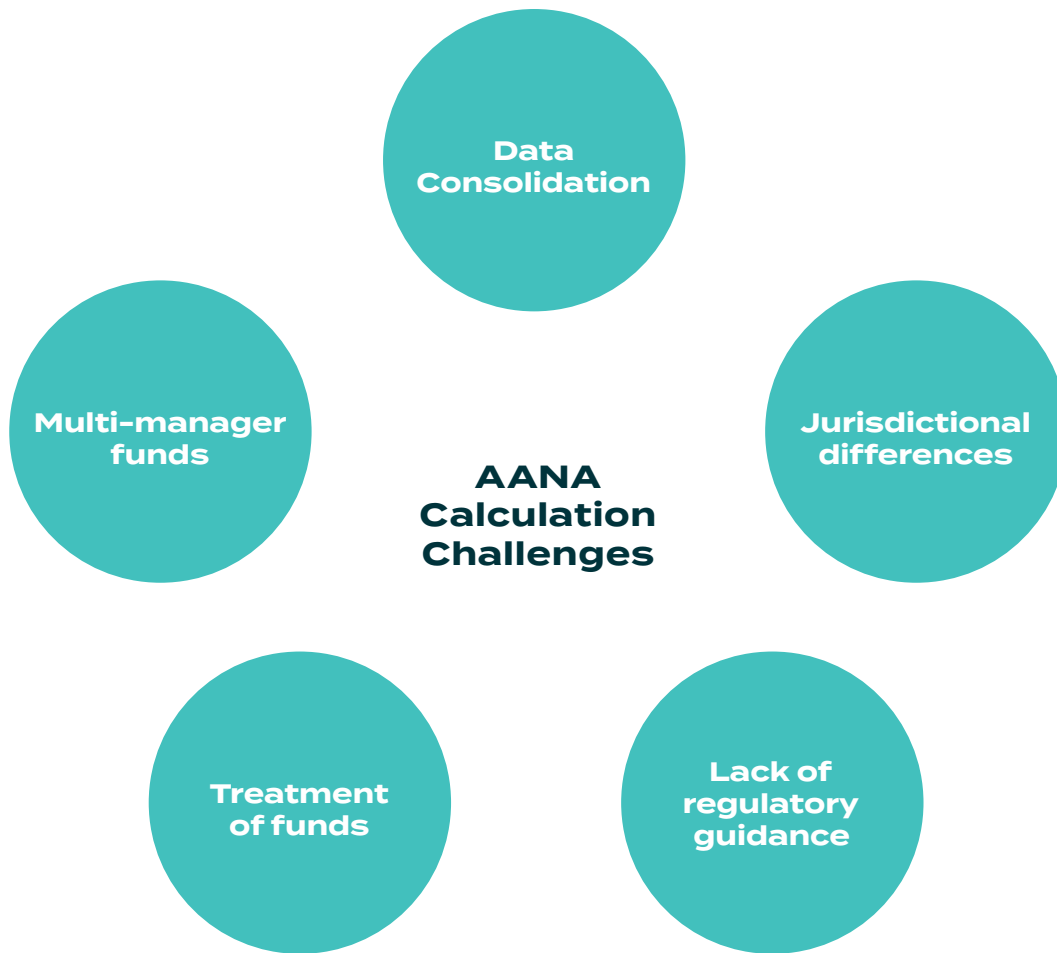 Data
Consolidation
Multi-manager
funds
Jurisdictional
differences
AANA
Calculation
Challenges
Treatment
of funds
Lack of
regulatory
guidance